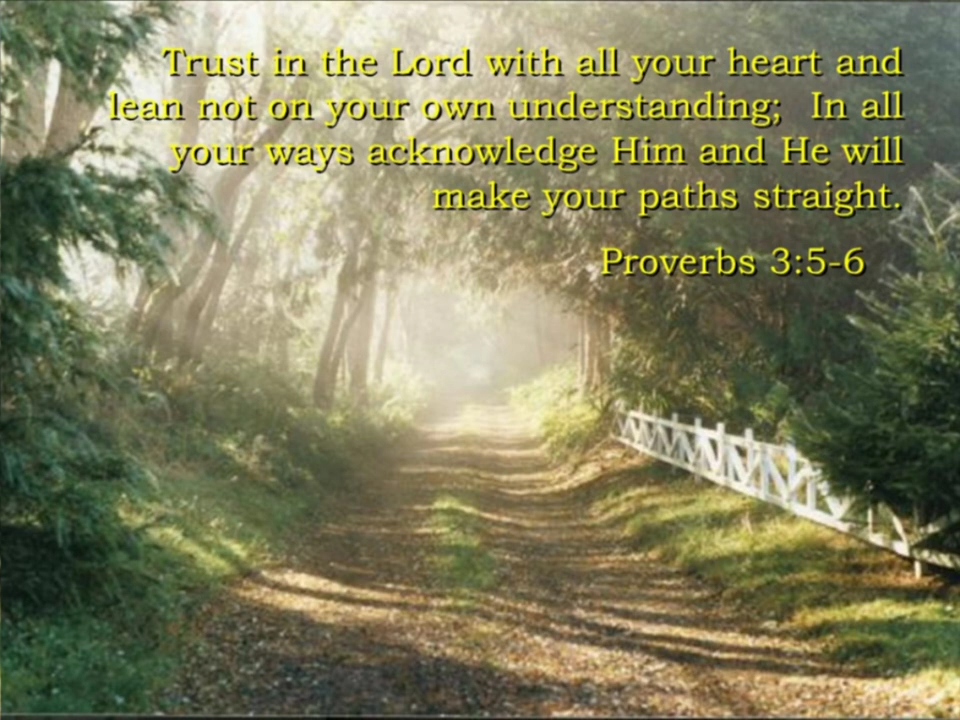 Trust in the Lord with all your heart and
lean not on your own understanding;  In all
your ways acknowledge Him and He will
make your paths straight.
Proverbs 3:5-6